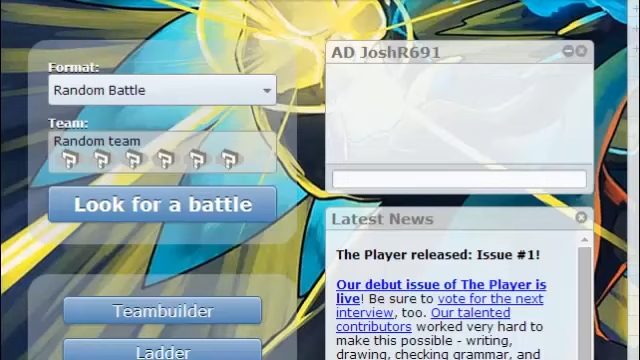 Format:
Random Battle
Team:
Random team
Look for a battle
Teambuilder
Ladder
AD JoshR691
Latest News
The Player released: Issue #1!
Our debut issue of The Player is
live! Be sure to vote for the next
interview, too. Our talented
contributors worked very hard to
make this possible - writing,
drawing, checking grammar, and